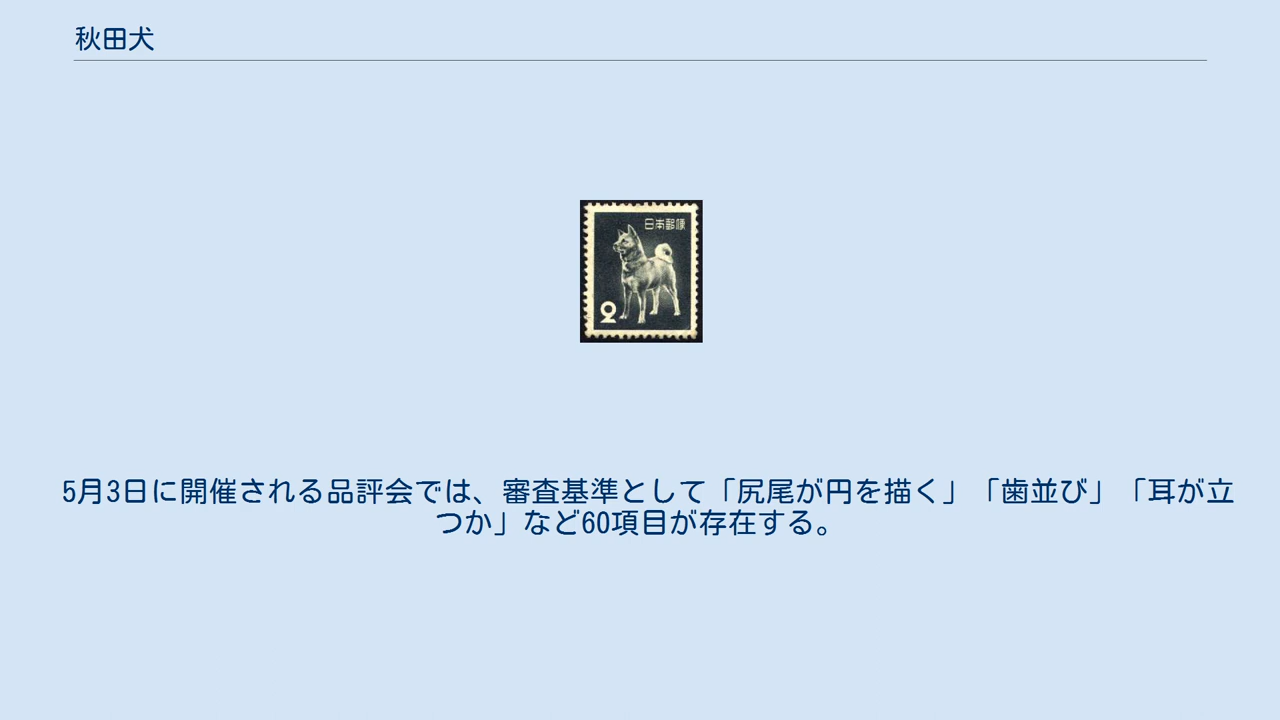 秋田犬
日本郵便
2
5月3日に開催される品評会では、審査基準として「尻尾が円を描く」「歯並び」「耳が立
つか」など60項目が存在する。